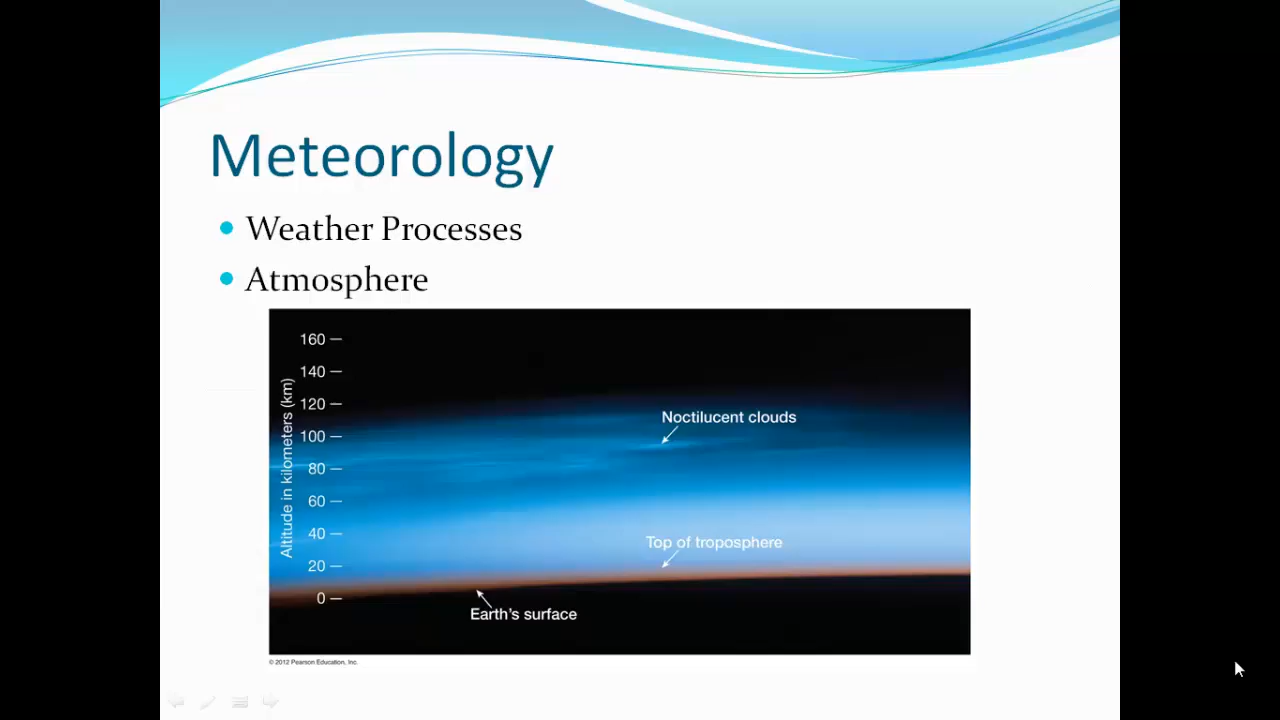 Meteorology
Weather Processes
Atmosphere
160
140
120
100
80
60
40
20
0
Altitude in kilometers (km)
Noctilucent clouds
Top of troposphere
Earth's surface
© 2012 Pearson Education, Inc.